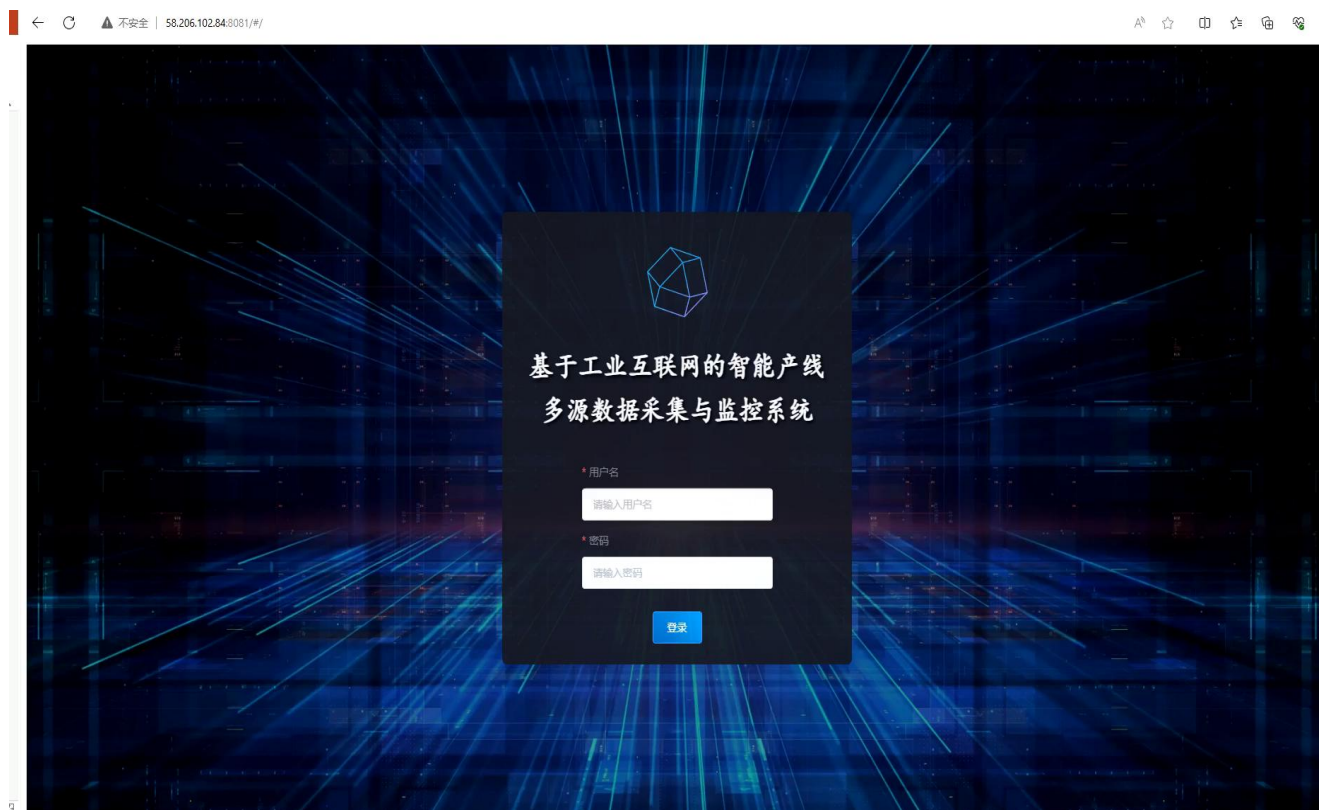 不安全 | 58.206.102.84:8081/#/
基于工业互联网的智能产线
多源数据采集与监控系统
* 用户名
请输入用户名
* 密码
请输入密码
登录